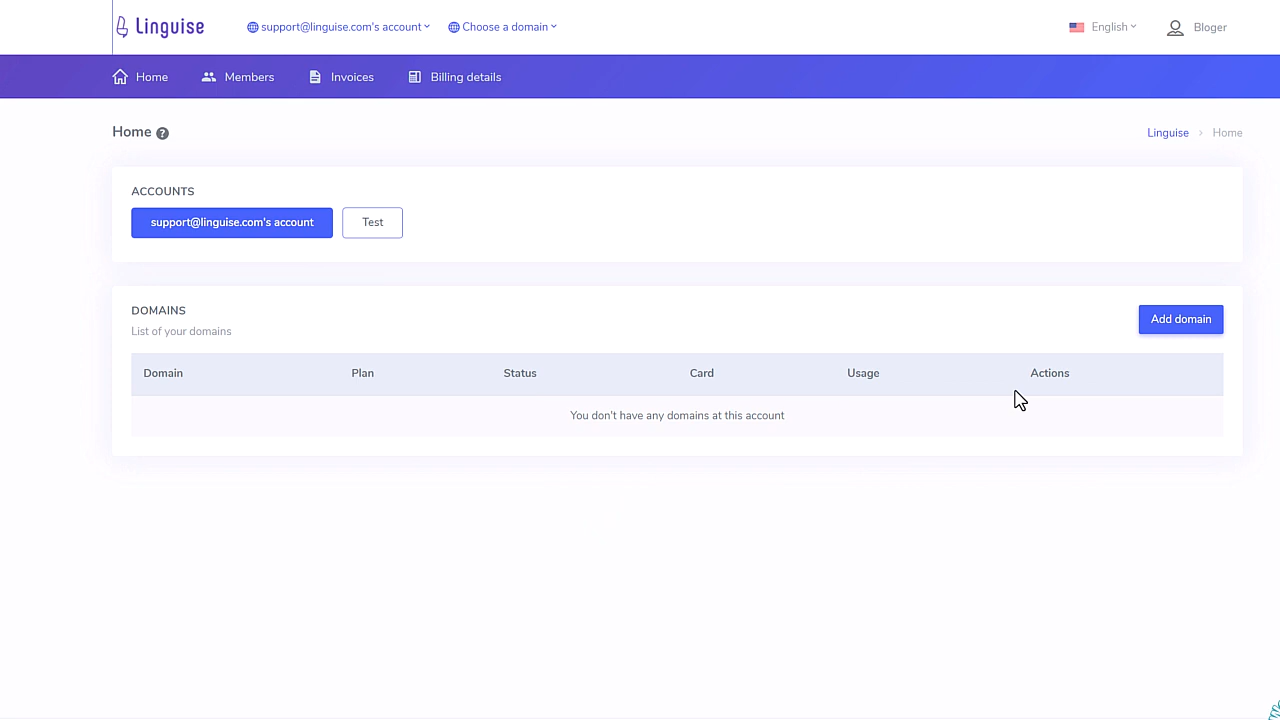 Linguise
support@linguise.com's account
Choose a domain
English
Bloger
Home
Members
Invoices
Billing details
Home
Linguise
Home
ACCOUNTS
support@linguise.com's account
Test
DOMAINS
List of your domains
Add domain
Domain
Plan
Status
Card
Usage
Actions
You don't have any domains at this account